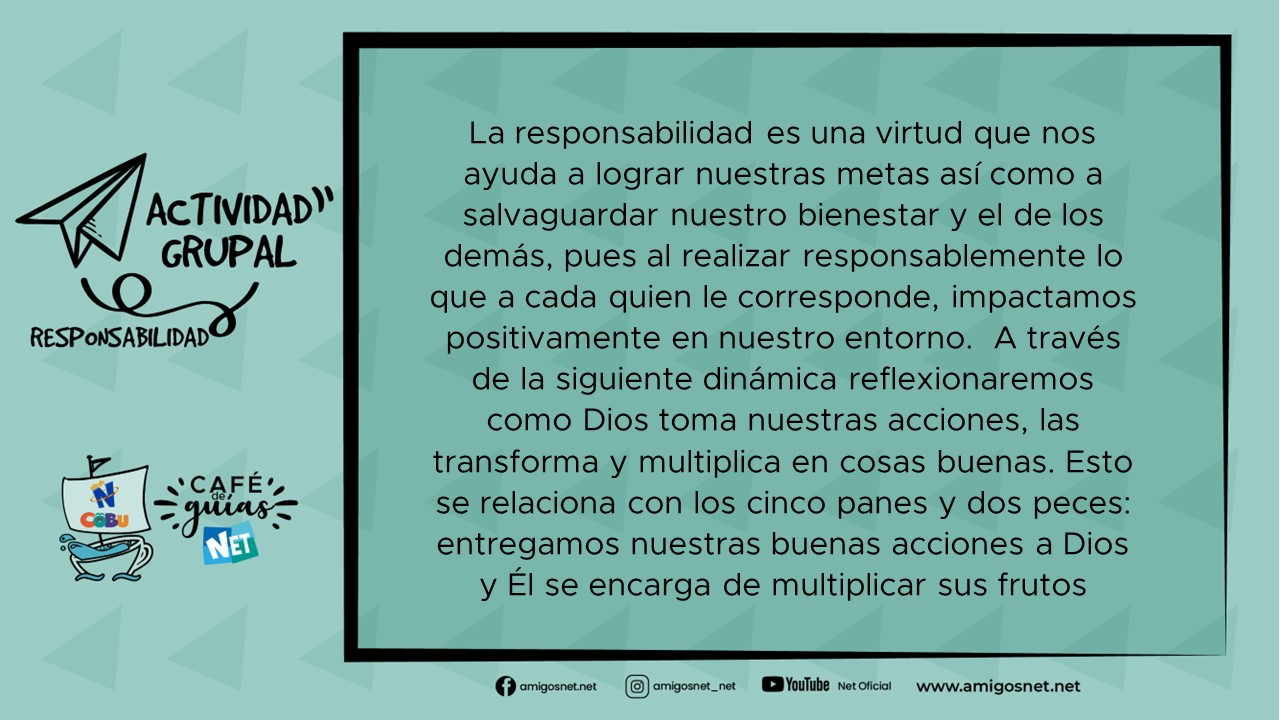 ACTIVIDAD
GRUPAL
RESPONSABILIDAD
N
COBU
CAFÉ
de
guías
NET
La responsabilidad es una virtud que nos
ayuda a lograr nuestras metas así como a
salvaguardar nuestro bienestar y el de los
demás, pues al realizar responsablemente lo
que a cada quien le corresponde, impactamos
positivamente en nuestro entorno.  A través
de la siguiente dinámica reflexionaremos
como Dios toma nuestras acciones, las
transforma y multiplica en cosas buenas. Esto
se relaciona con los cinco panes y dos peces:
entregamos nuestras buenas acciones a Dios
y Él se encarga de multiplicar sus frutos
amigosnet.net amigosnet_net YouTube Net Oficial www.amigosnet.net